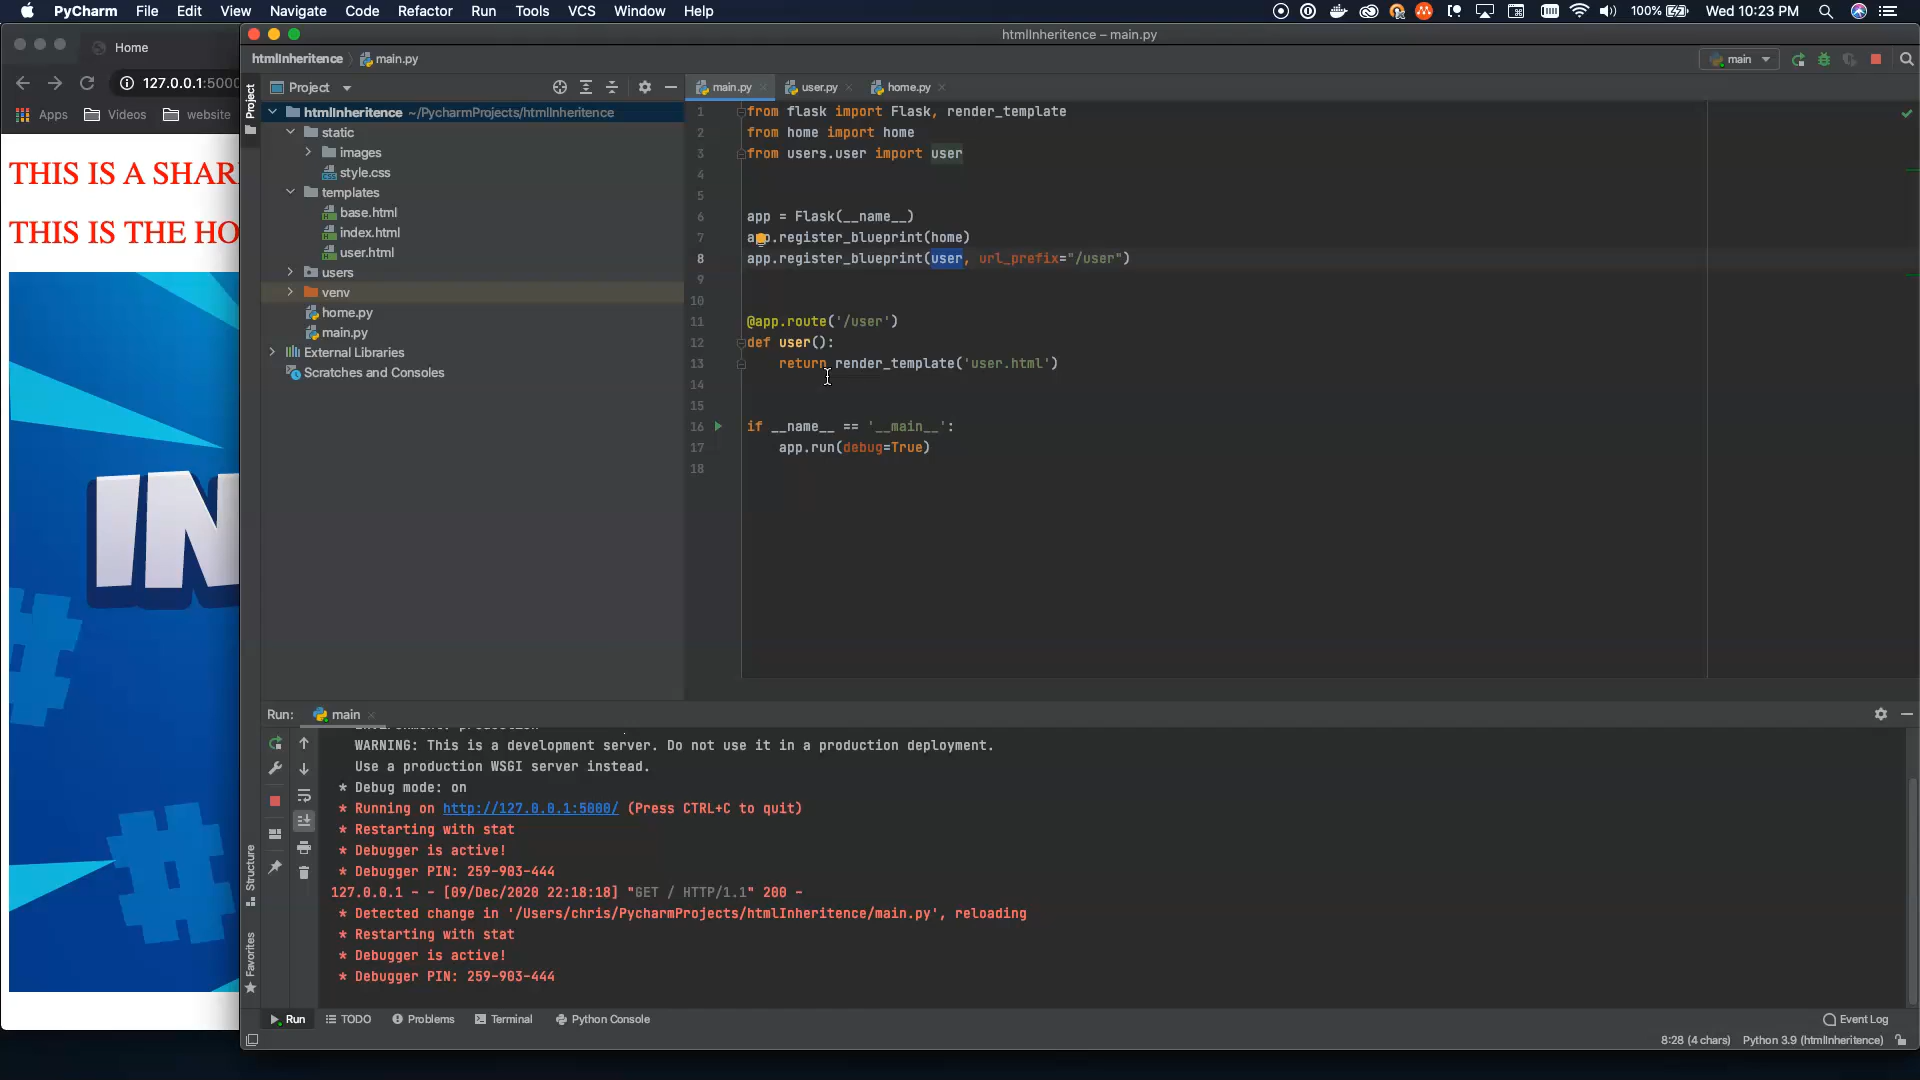 PyCharm File Edit View Navigate Code Refactor Run Tools VCS Window Help 100% Wed 10:23 PM
htmlInheritence – main.py
Home
htmlInheritence main.py main
127.0.0.1:5000
Project Project main.py user.py home.py
Apps Videos website
htmlInheritence ~/PycharmProjects/htmlInheritence
static
images
style.css
templates
base.html
index.html
user.html
users
venv
home.py
main.py
External Libraries
Scratches and Consoles
THIS IS A SHAR
THIS IS THE HO
IN
1 from flask import Flask, render_template
2 from home import home
3 from users.user import user
4
5
6 app = Flask(__name__)
7 app.register_blueprint(home)
8 app.register_blueprint(user, url_prefix="/user")
9
10
11 @app.route('/user')
12 def user():
13 return render_template('user.html')
14
15
16 if __name__ == '__main__':
17 app.run(debug=True)
18
Run: main
WARNING: This is a development server. Do not use it in a production deployment.
Use a production WSGI server instead.
* Debug mode: on
* Running on http://127.0.0.1:5000/ (Press CTRL+C to quit)
* Restarting with stat
* Debugger is active!
* Debugger PIN: 259-903-444
127.0.0.1 - - [09/Dec/2020 22:18:18] "GET / HTTP/1.1" 200 -
* Detected change in '/Users/chris/PycharmProjects/htmlInheritence/main.py', reloading
* Restarting with stat
* Debugger is active!
* Debugger PIN: 259-903-444
Structure
Favorites
Run TODO Problems Terminal Python Console Event Log
8:28 (4 chars) Python 3.9 (htmlInheritence)